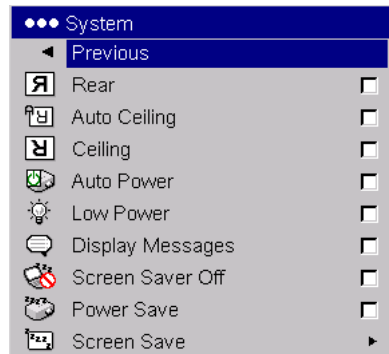 System
Previous
Rear
Auto Ceiling
Ceiling
Auto Power
Low Power
Display Messages
Screen Saver Off
Power Save
Screen Save